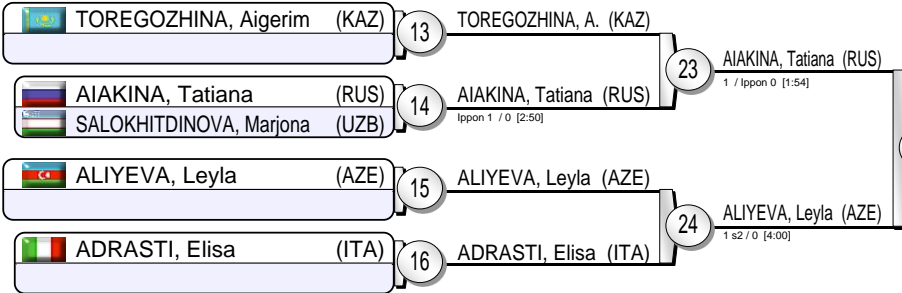 TOREGOZHINA, Aigerim (KAZ)
13
TOREGOZHINA, A. (KAZ)
23
AIAKINA, Tatiana (RUS)
1 / Ippon 0 [1:54]
AIAKINA, Tatiana (RUS)
SALOKHITDINOVA, Marjona (UZB)
14
AIAKINA, Tatiana (RUS)
Ippon 1 / 0 [2:50]
ALIYEVA, Leyla (AZE)
15
ALIYEVA, Leyla (AZE)
24
ALIYEVA, Leyla (AZE)
1 s2 / 0 [4:00]
ADRASTI, Elisa (ITA)
16
ADRASTI, Elisa (ITA)